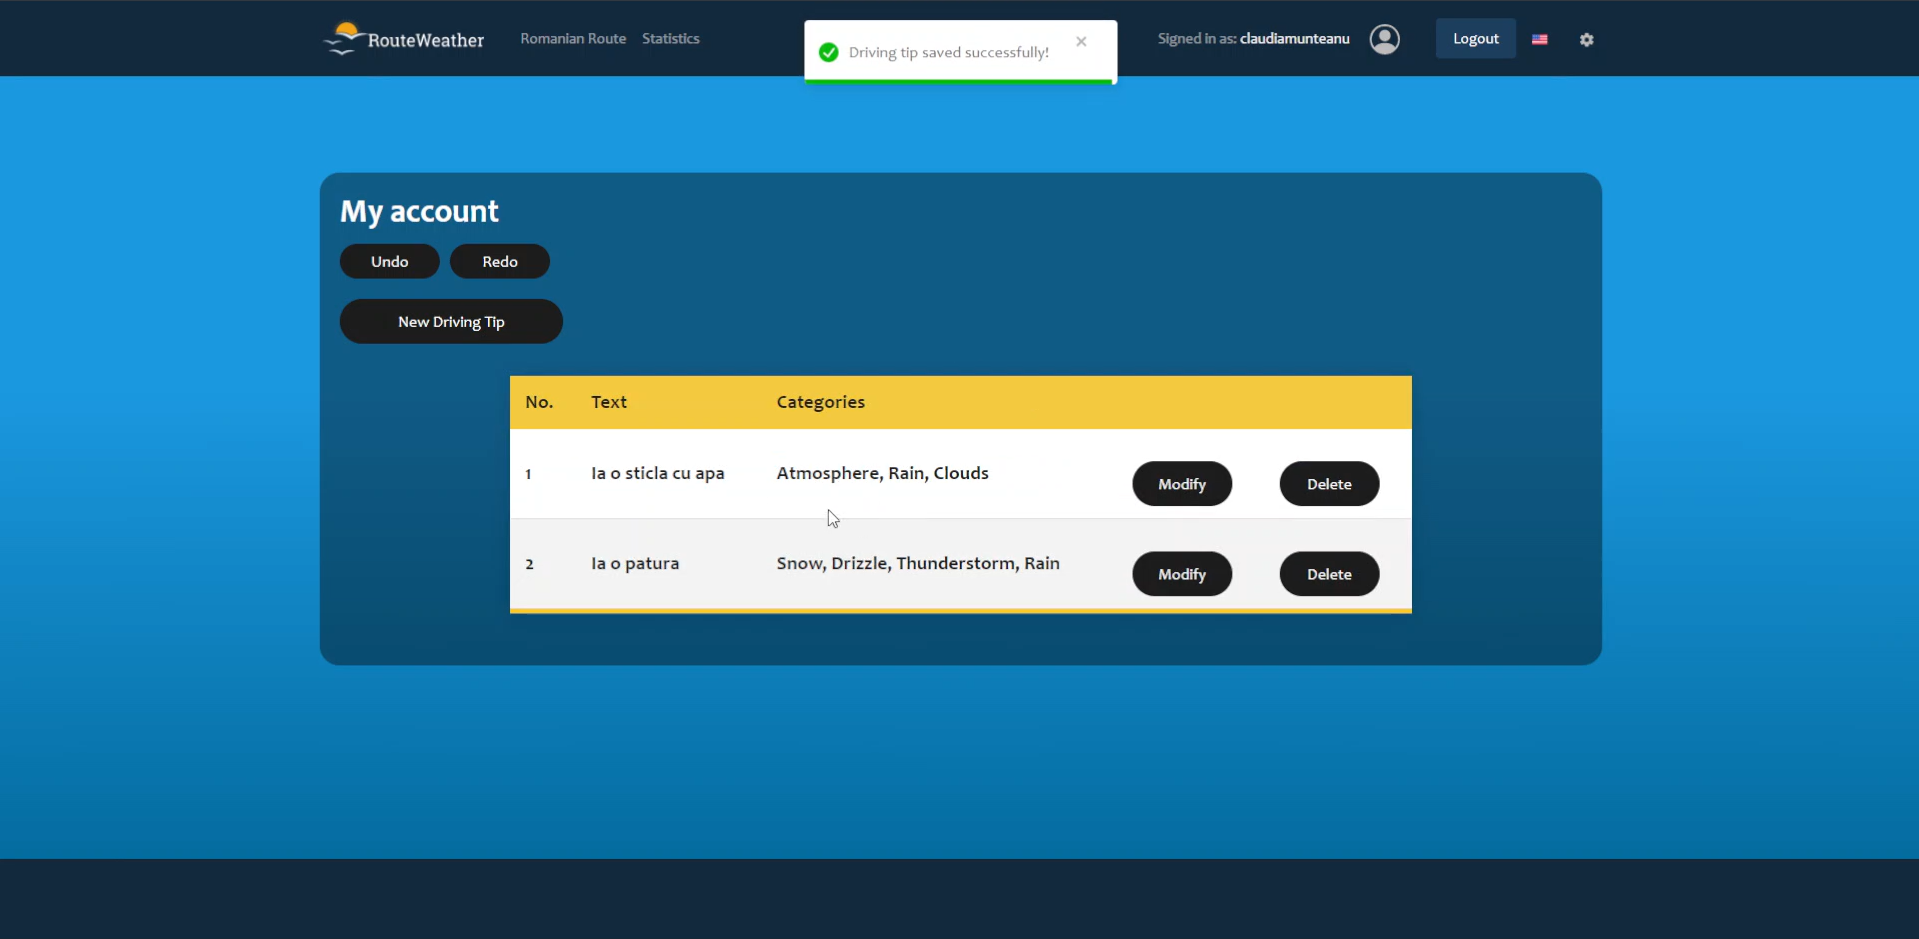 RouteWeather Romanian Route Statistics Driving tip saved successfully! Signed in as: claudiamunteanu Logout
My account
Undo Redo
New Driving Tip
No. Text Categories
1 Ia o sticla cu apa Atmosphere, Rain, Clouds Modify Delete
2 Ia o patura Snow, Drizzle, Thunderstorm, Rain Modify Delete